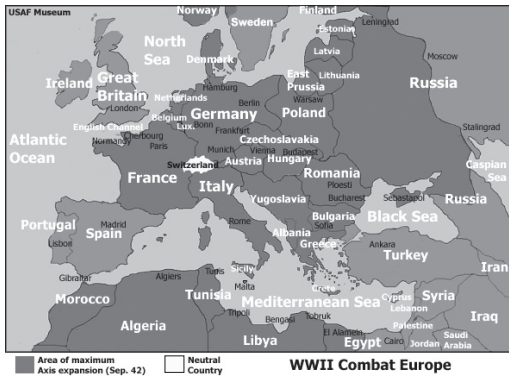 USAF Museum
Norway
Finland
Sweden
Leningrad
Estonian
North
Sea
Latvia
Moscow
Denmark
Lithuania
Ireland
Great
Britain
East
Prussia
Russia
Hamburg
Netherlands
London
Berlin
Warsaw
Poland
Germany
Belgium
Lux.
Bonn
English Channel
Frankfurt
Stalingrad
Atlantic
Ocean
Cherbourg
Normandy
Paris
Czechoslovakia
Munich
Vienna
Budapest
Switzerland
Austria
Hungary
Caspian
Sea
France
Romania
Italy
Ploesti
Sebastapol
Russia
Yugoslavia
Bucharest
Black Sea
Portugal
Spain
Madrid
Rome
Bulgaria
Sofia
Albania
Lisbon
Greece
Ankara
Turkey
Iran
Gibraltar
Algiers
Tunis
Sicily
Malta
Crete
Cyprus
Syria
Morocco
Tunisia
Mediterranean Sea
Lebanon
Iraq
Tripoli
Bengasi
Tobruk
Palestine
Algeria
Libya
El Alamein
Egypt
Cairo
Jordan
Saudi
Arabia
Area of maximum
Axis expansion (Sep. 42)
Neutral
Country
WWII Combat Europe